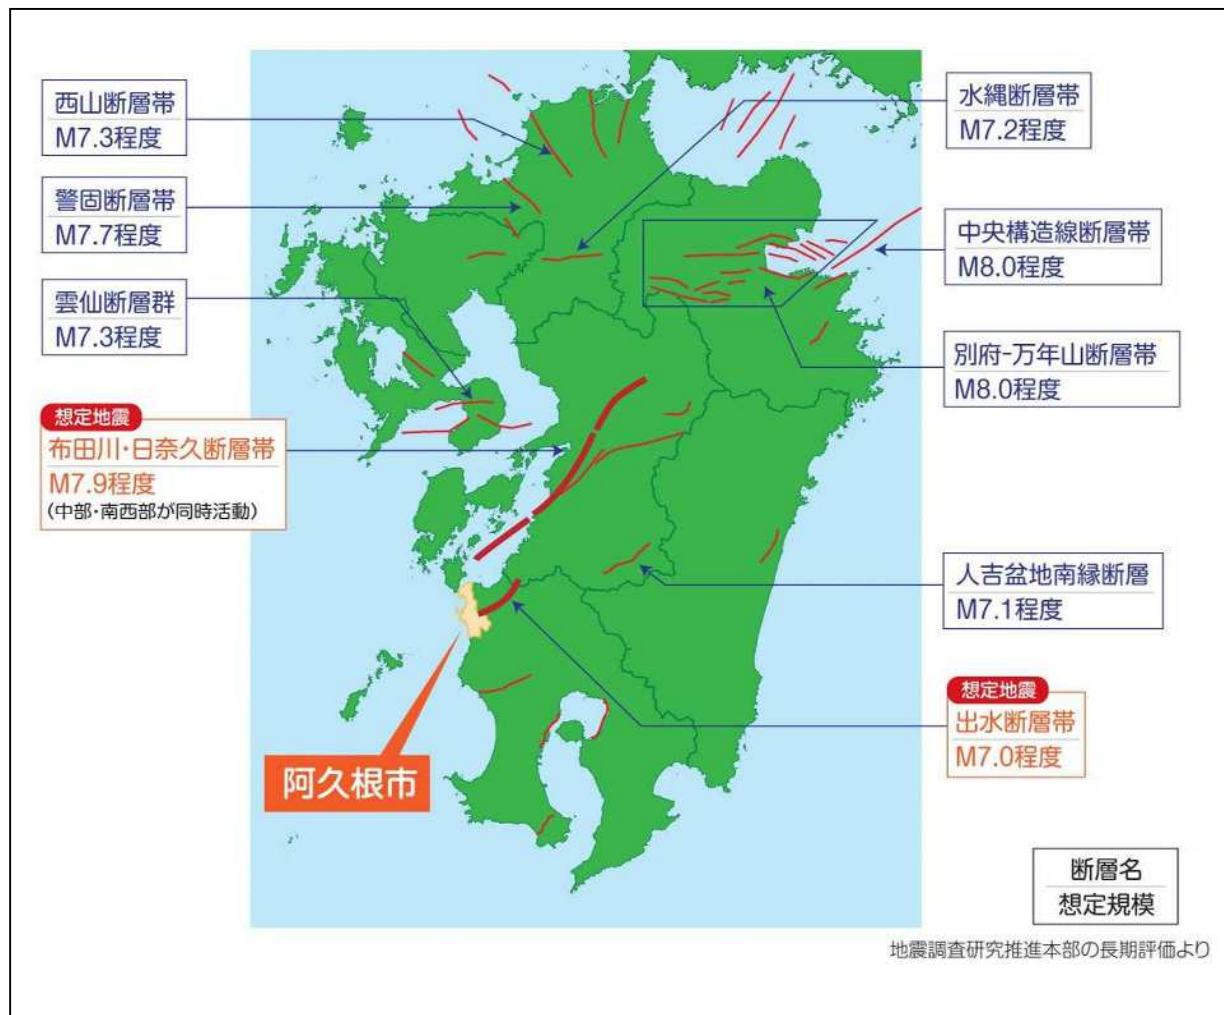 西山断層帯
M7.3程度
警固断層帯
M7.7程度
雲仙断層群
M7.3程度
想定地震
布田川・日奈久断層帯
M7.9程度
(中部・南西部が同時活動)
阿久根市
水縄断層帯
M7.2程度
中央構造線断層帯
M8.0程度
別府-万年山断層帯
M8.0程度
人吉盆地南縁断層
M7.1程度
想定地震
出水断層帯
M7.0程度
断層名
想定規模
地震調査研究推進本部の長期評価より